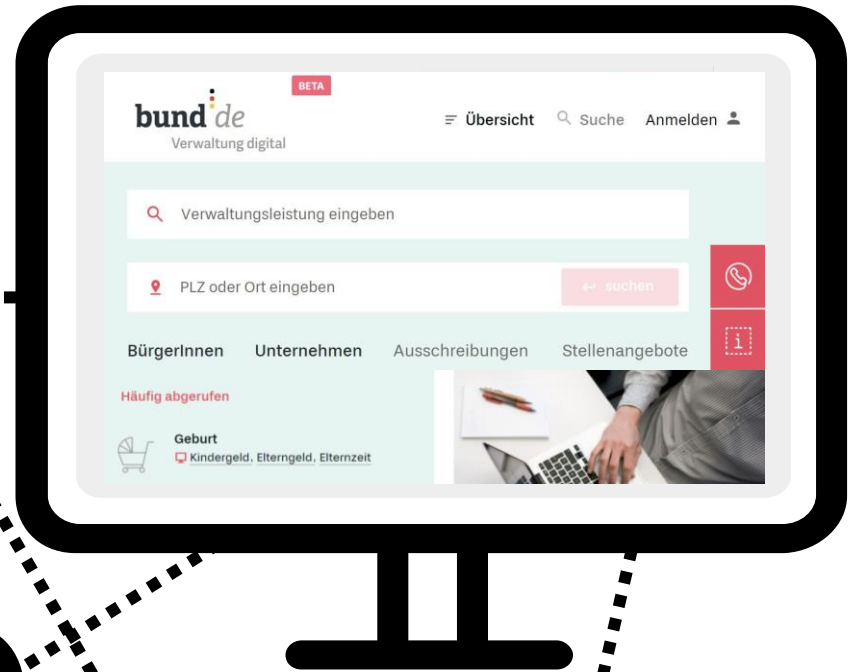 BETA
bund de
Verwaltung digital
Übersicht
Suche
Anmelden
Verwaltungsleistung eingeben
PLZ oder Ort eingeben
suchen
BürgerInnen
Unternehmen
Ausschreibungen
Stellenangebote
Häufig abgerufen
Geburt
Kindergeld, Elterngeld, Elternzeit